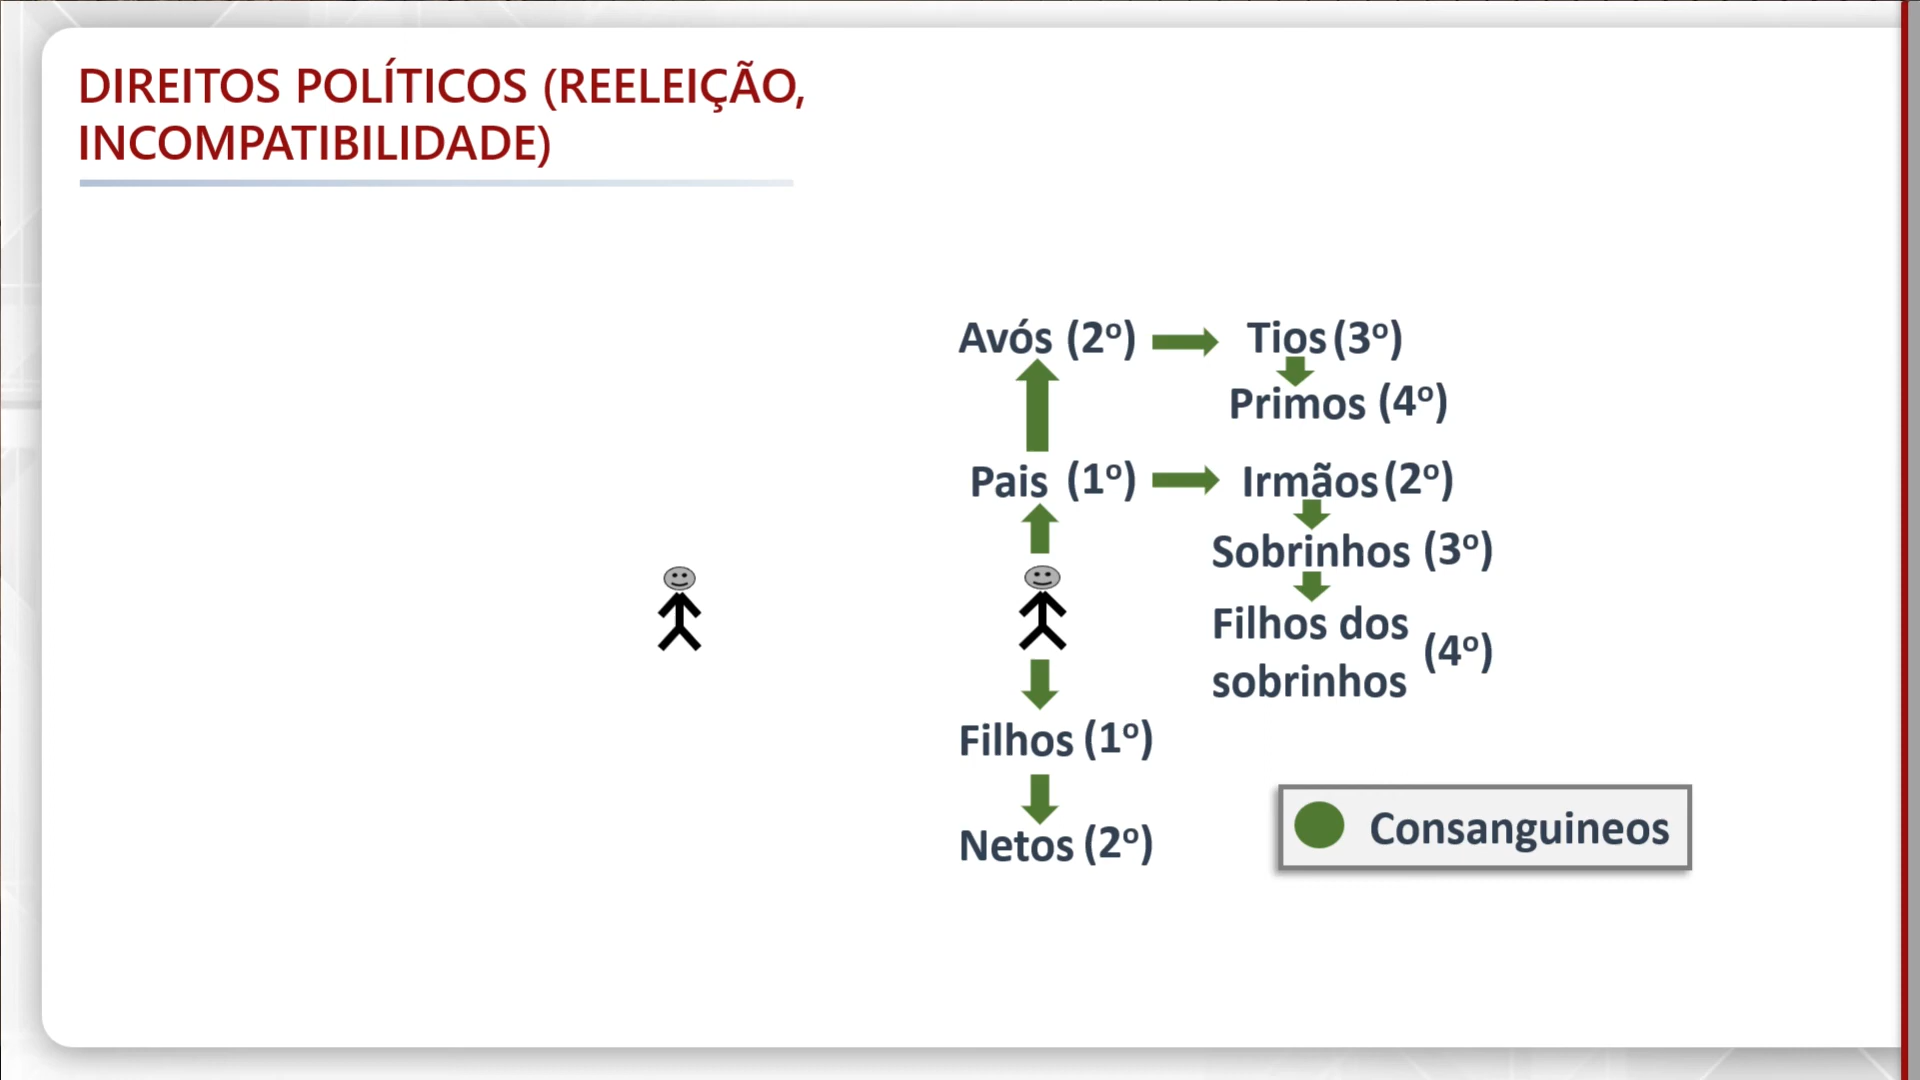 DIREITOS POLÍTICOS (REELEIÇÃO,
INCOMPATIBILIDADE)
Avós (2º) Tios (3º)
Primos (4º)
Pais (1º) Irmãos (2º)
Sobrinhos (3º)
Filhos dos
sobrinhos (4º)
Filhos (1º)
Netos (2º)
Consanguineos